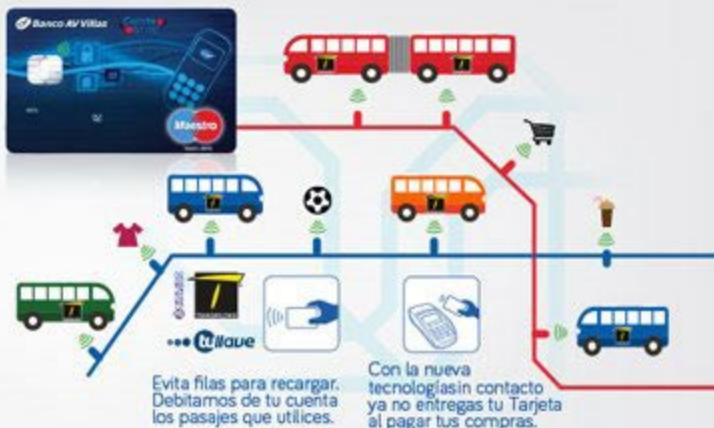 Banco AV Villas
Maestro
tullave
Evita filas para recargar.
Debitamos de tu cuenta
los pasajes que utilices.
Con la nueva
tecnologíasin contacto
ya no entregas tu Tarjeta
al pagar tus compras.